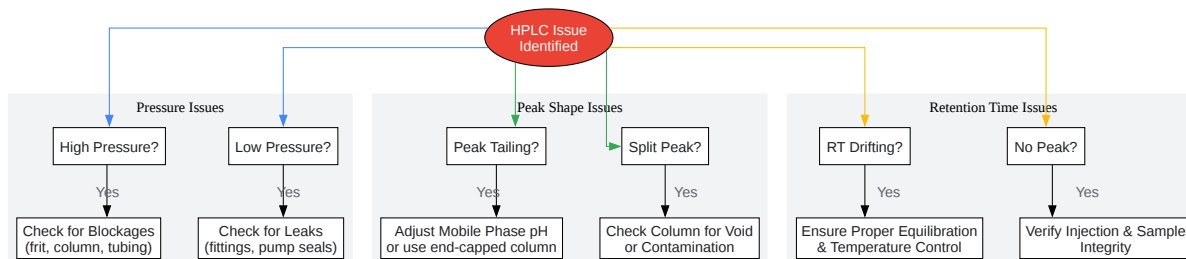 HPLC Issue
Identified
Pressure Issues
Peak Shape Issues
Retention Time Issues
High Pressure?
Low Pressure?
Peak Tailing?
Split Peak?
RT Drifting?
No Peak?
Yes
Yes
Yes
Yes
Yes
Yes
Check for Blockages
(frit, column, tubing)
Check for Leaks
(fittings, pump seals)
Adjust Mobile Phase pH
or use end-capped column
Check Column for Void
or Contamination
Ensure Proper Equilibration
& Temperature Control
Verify Injection & Sample
Integrity